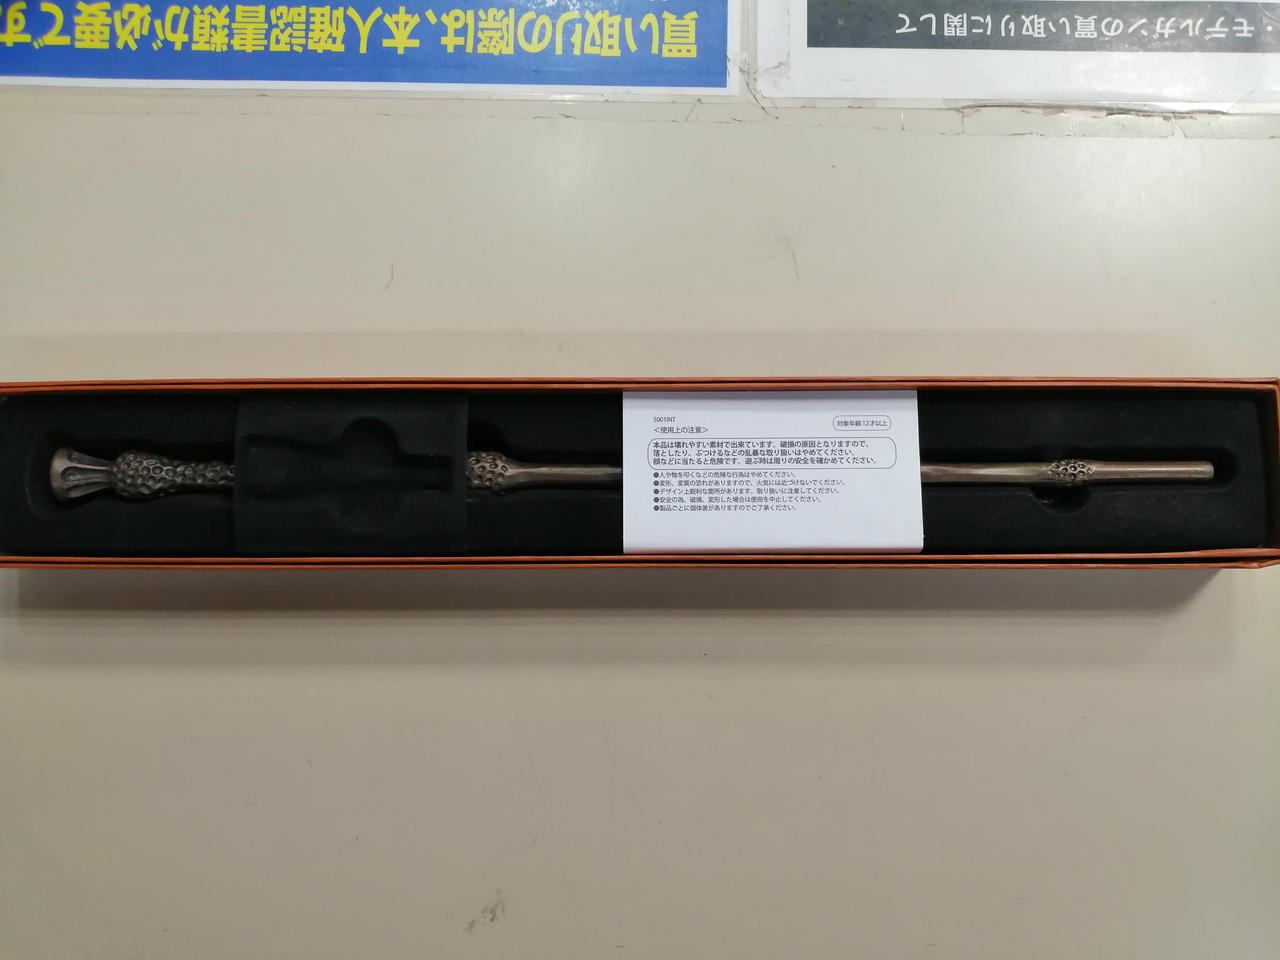 買い取りの際は、本人確認書類が必要です
・モデルガンの買い取りに関して
5001INT
対象年齢12才以上
＜使用上の注意＞
本品は壊れやすい素材で出来ています。破損の原因となりますので、
落としたり、ぶつけるなどの乱暴な取り扱いはやめてください。
顔などに当たると危険です。遊ぶ時は周りの安全を確かめてください。
●人や物を叩くなどの危険な行為はやめてください。
●変形、変質の恐れがありますので、火気には近づけないでください。
●デザイン上鋭利な箇所があります。取り扱いに注意してください。
●安全の為、破損、変形した場合は使用を中止してください。
●製品ごとに個体差がありますのでご了承ください。